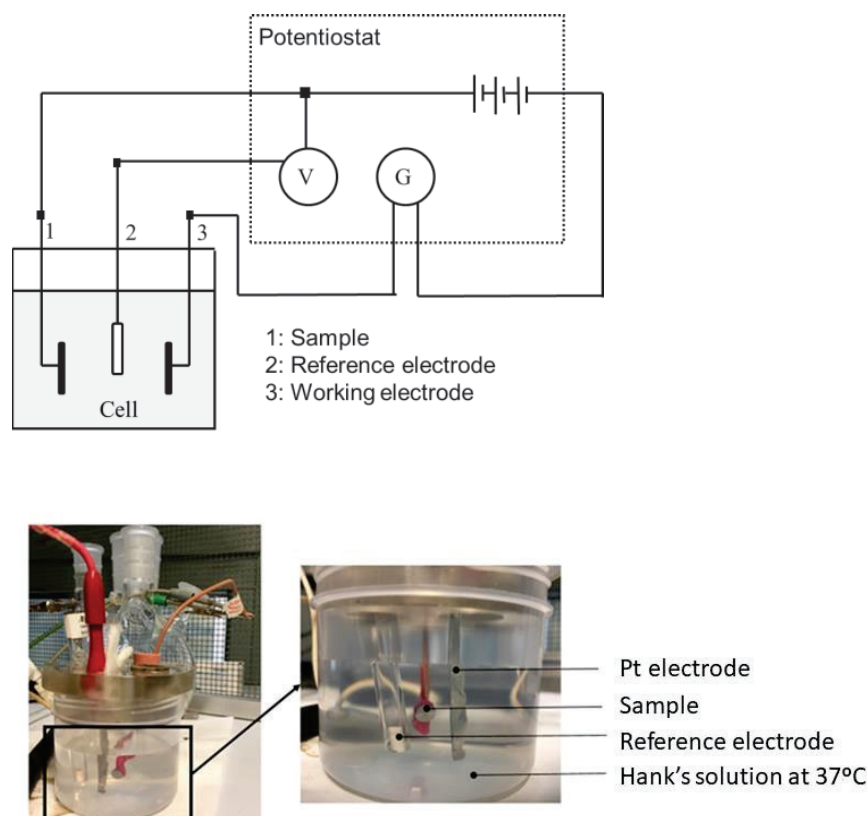 Potentiostat
V
G
1
2
3
Cell
1: Sample
2: Reference electrode
3: Working electrode
Pt electrode
Sample
Reference electrode
Hank's solution at 37ºC